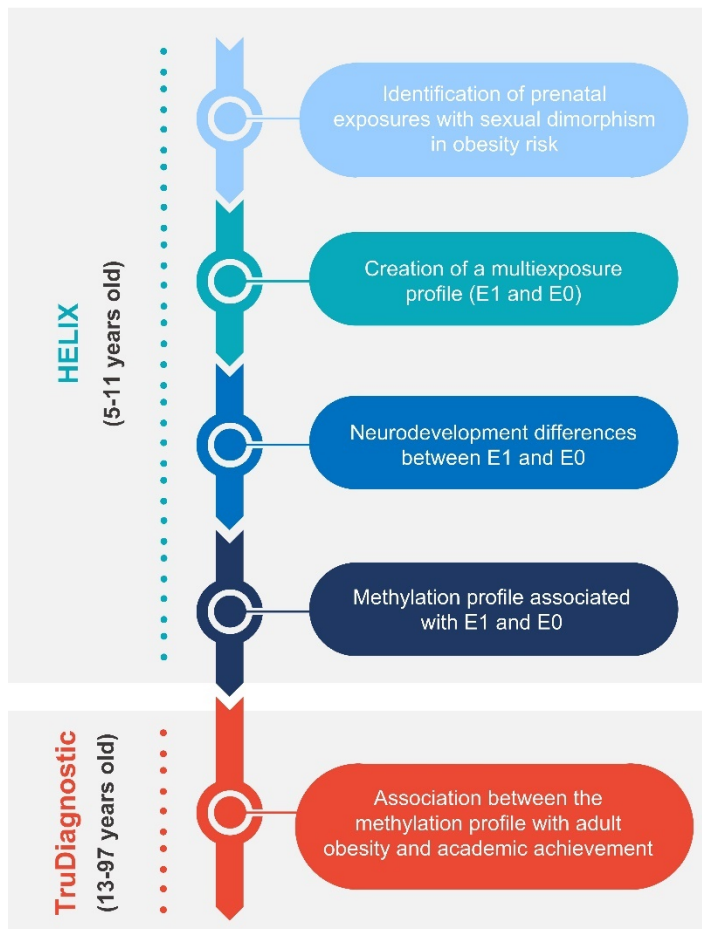 HELIX
(5-11 years old)
Identification of prenatal
exposures with sexual dimorphism
in obesity risk
Creation of a multiexposure
profile (E1 and E0)
Neurodevelopment differences
between E1 and E0
Methylation profile associated
with E1 and E0
TruDiagnostic
(13-97 years old)
Association between the
methylation profile with adult
obesity and academic achievement